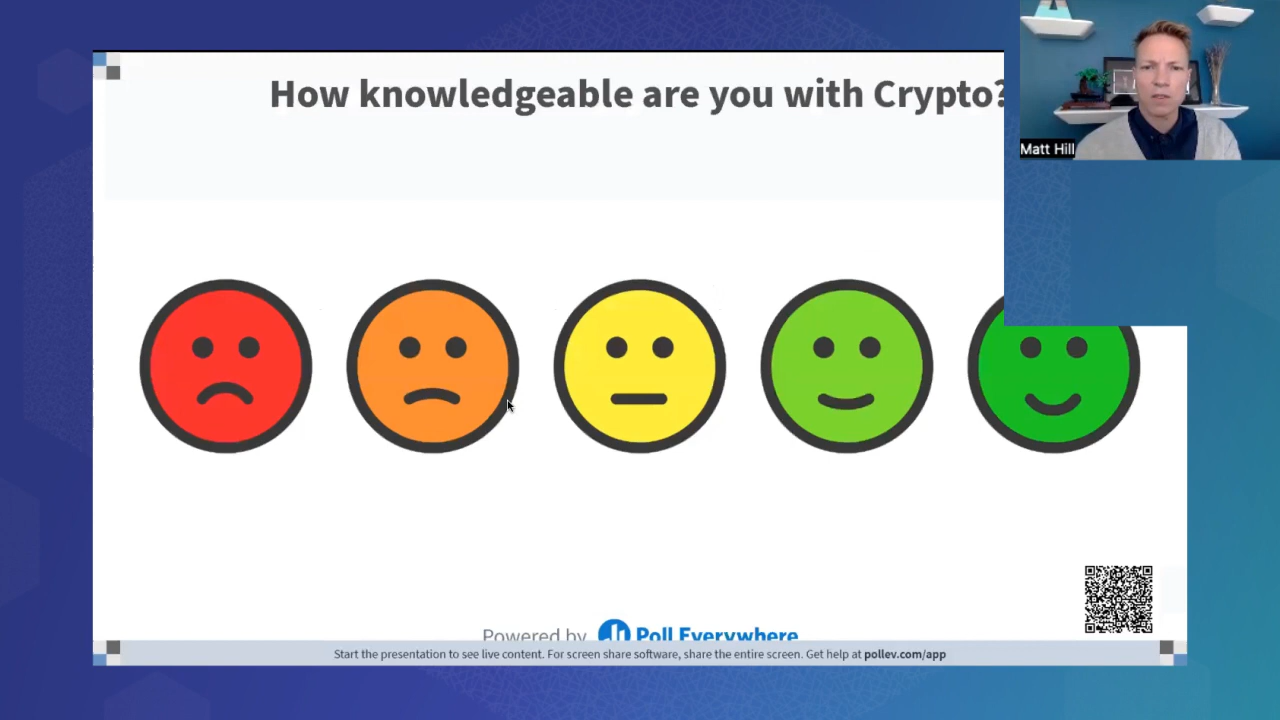 How knowledgeable are you with Crypto?
Matt Hill
Powered by Poll Everywhere
Start the presentation to see live content. For screen share software, share the entire screen. Get help at pollev.com/app